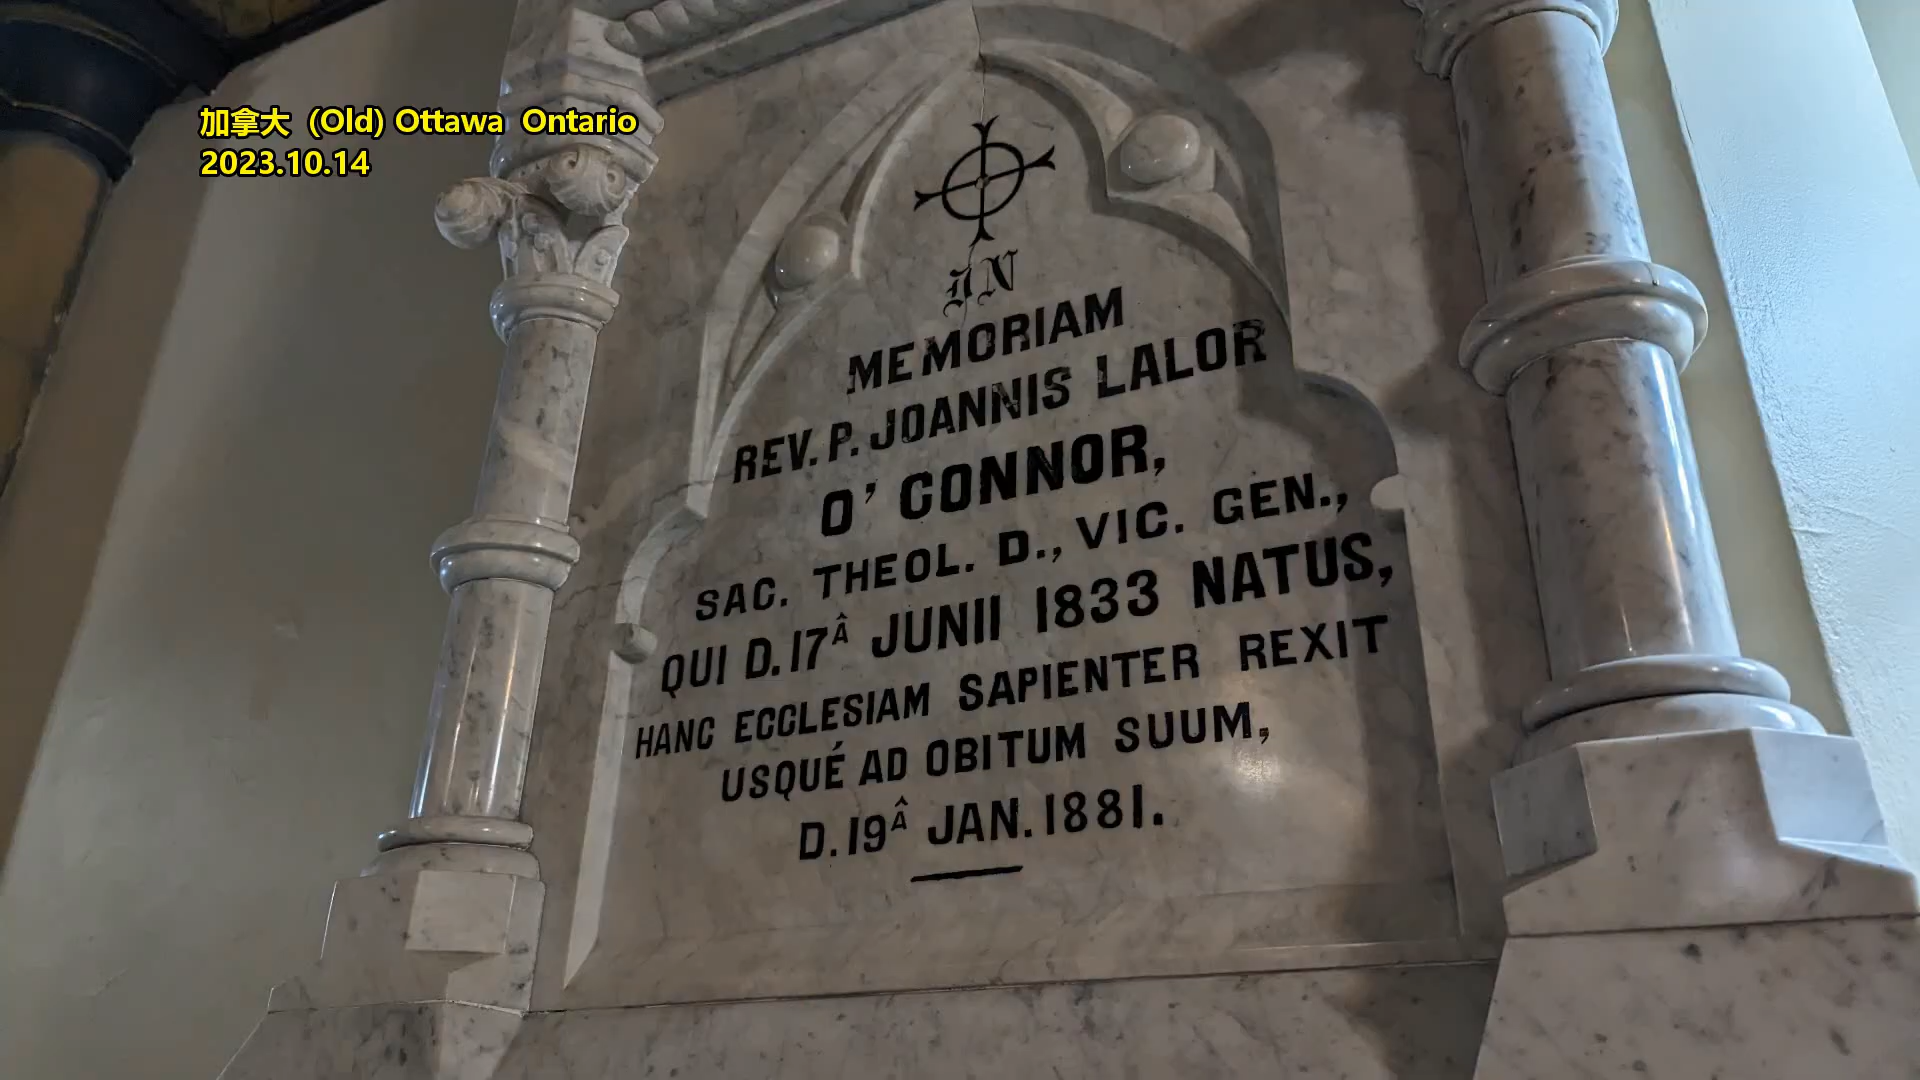 加拿大 (Old) Ottawa Ontario
2023.10.14
IN
MEMORIAM
REV. P. JOANNIS LALOR
O' CONNOR,
SAC. THEOL. D., VIC. GEN.,
QUI D. 17Â JUNII 1833 NATUS,
HANC ECCLESIAM SAPIENTER REXIT
USQUÉ AD OBITUM SUUM,
D. 19Â JAN. 1881.